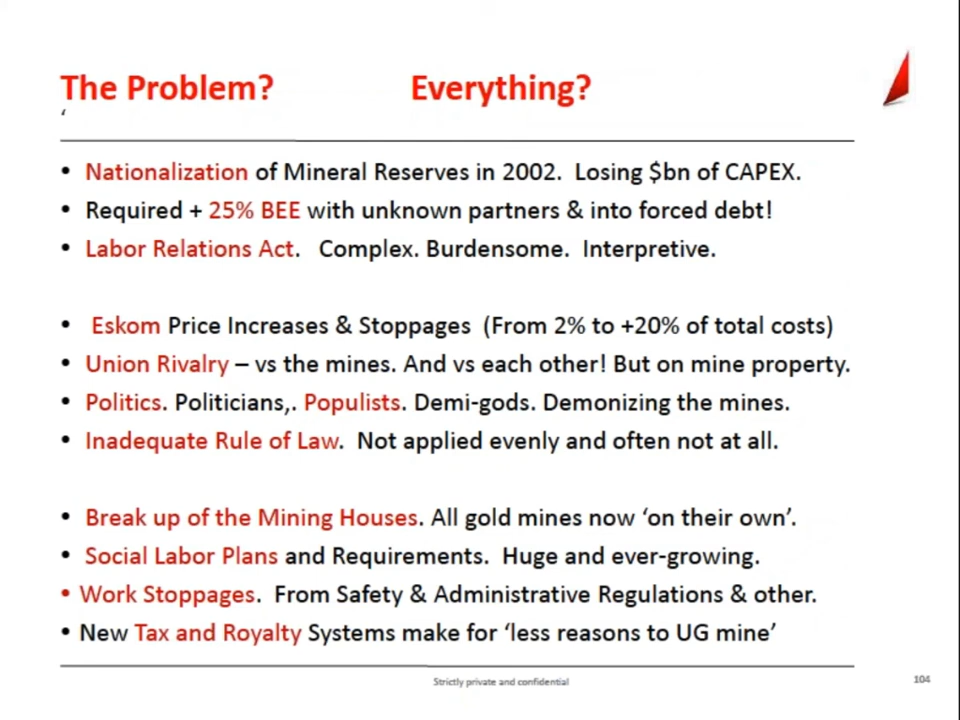 The Problem? Everything?
‘
• Nationalization of Mineral Reserves in 2002. Losing $bn of CAPEX.
• Required + 25% BEE with unknown partners & into forced debt!
• Labor Relations Act. Complex. Burdensome. Interpretive.
• Eskom Price Increases & Stoppages (From 2% to +20% of total costs)
• Union Rivalry – vs the mines. And vs each other! But on mine property.
• Politics. Politicians,. Populists. Demi-gods. Demonizing the mines.
• Inadequate Rule of Law. Not applied evenly and often not at all.
• Break up of the Mining Houses. All gold mines now ‘on their own’.
• Social Labor Plans and Requirements. Huge and ever-growing.
• Work Stoppages. From Safety & Administrative Regulations & other.
• New Tax and Royalty Systems make for ‘less reasons to UG mine’
Strictly private and confidential
104